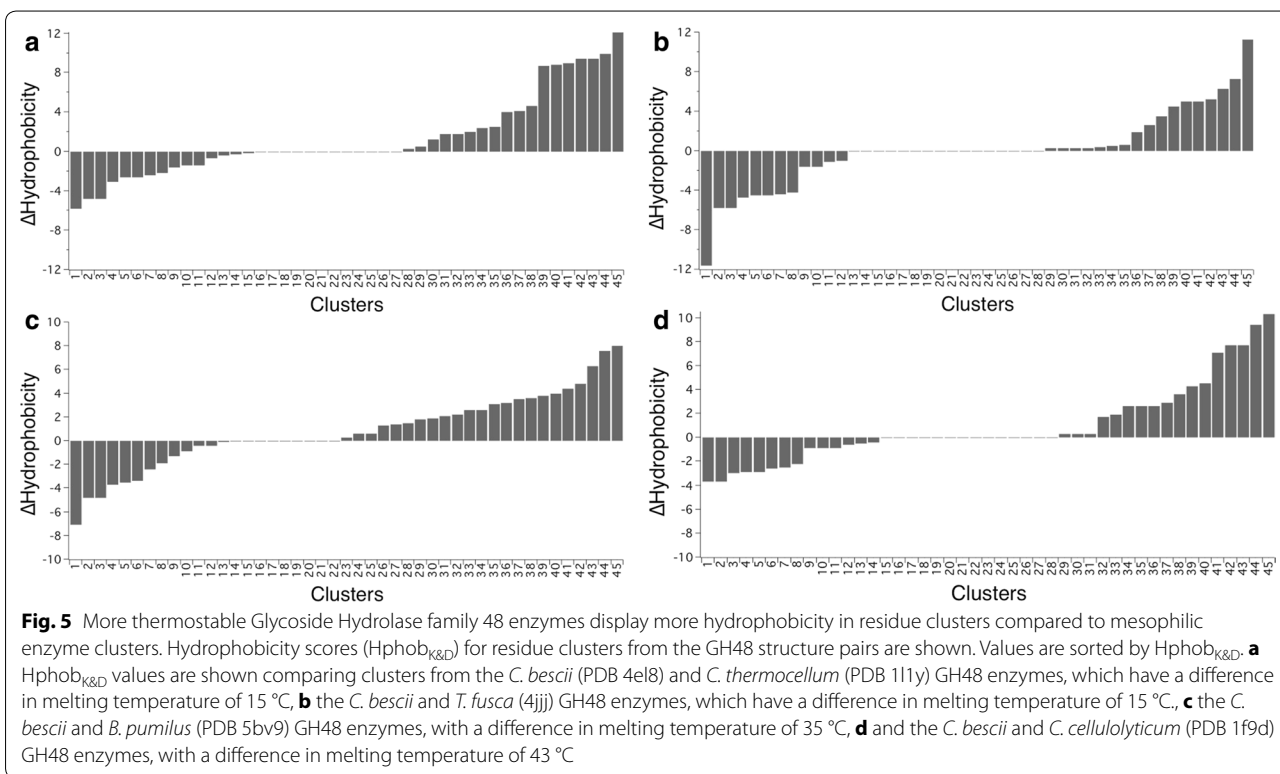 a
b
12
8
4
0
-4
-8
-12
ΔHydrophobicity
1 2 3 4 5 6 7 8 9 10 11 12 13 14 15 16 17 18 19 20 21 22 23 24 25 26 27 28 29 30 31 32 33 34 35 36 37 38 39 40 41 42 43 44 45
Clusters
12
8
4
0
-4
-8
-12
ΔHydrophobicity
1 2 3 4 5 6 7 8 9 10 11 12 13 14 15 16 17 18 19 20 21 22 23 24 25 26 27 28 29 30 31 32 33 34 35 36 37 38 39 40 41 42 43 44 45
Clusters
c
d
10
8
6
4
2
0
-2
-4
-6
-8
-10
ΔHydrophobicity
1 2 3 4 5 6 7 8 9 10 11 12 13 14 15 16 17 18 19 20 21 22 23 24 25 26 27 28 29 30 31 32 33 34 35 36 37 38 39 40 41 42 43 44 45
Clusters
10
8
6
4
2
0
-2
-4
-6
-8
-10
ΔHydrophobicity
1 2 3 4 5 6 7 8 9 10 11 12 13 14 15 16 17 18 19 20 21 22 23 24 25 26 27 28 29 30 31 32 33 34 35 36 37 38 39 40 41 42 43 44 45
Clusters
Fig. 5 More thermostable Glycoside Hydrolase family 48 enzymes display more hydrophobicity in residue clusters compared to mesophilic
enzyme clusters. Hydrophobicity scores (Hphob K&D) for residue clusters from the GH48 structure pairs are shown. Values are sorted by Hphob K&D. a
Hphob K&D values are shown comparing clusters from the C. bescii (PDB 4el8) and C. thermocellum (PDB 1l1y) GH48 enzymes, which have a difference
in melting temperature of 15 °C, b the C. bescii and T. fusca (4jjj) GH48 enzymes, which have a difference in melting temperature of 15 °C., c the C.
bescii and B. pumilus (PDB 5bv9) GH48 enzymes, with a difference in melting temperature of 35 °C, d and the C. bescii and C. cellulolyticum (PDB 1f9d)
GH48 enzymes, with a difference in melting temperature of 43 °C